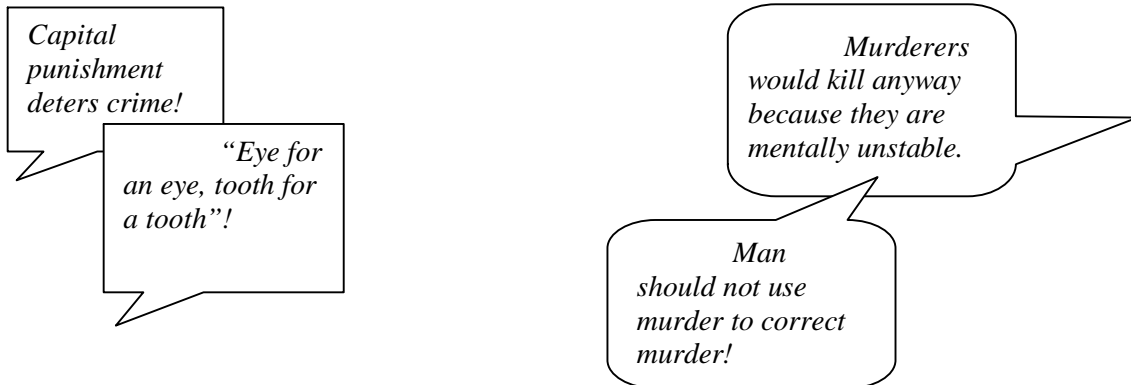 Capital
punishment
deters crime!
“Eye for
an eye, tooth for
a tooth”!
Murderers
would kill anyway
because they are
mentally unstable.
Man
should not use
murder to correct
murder!